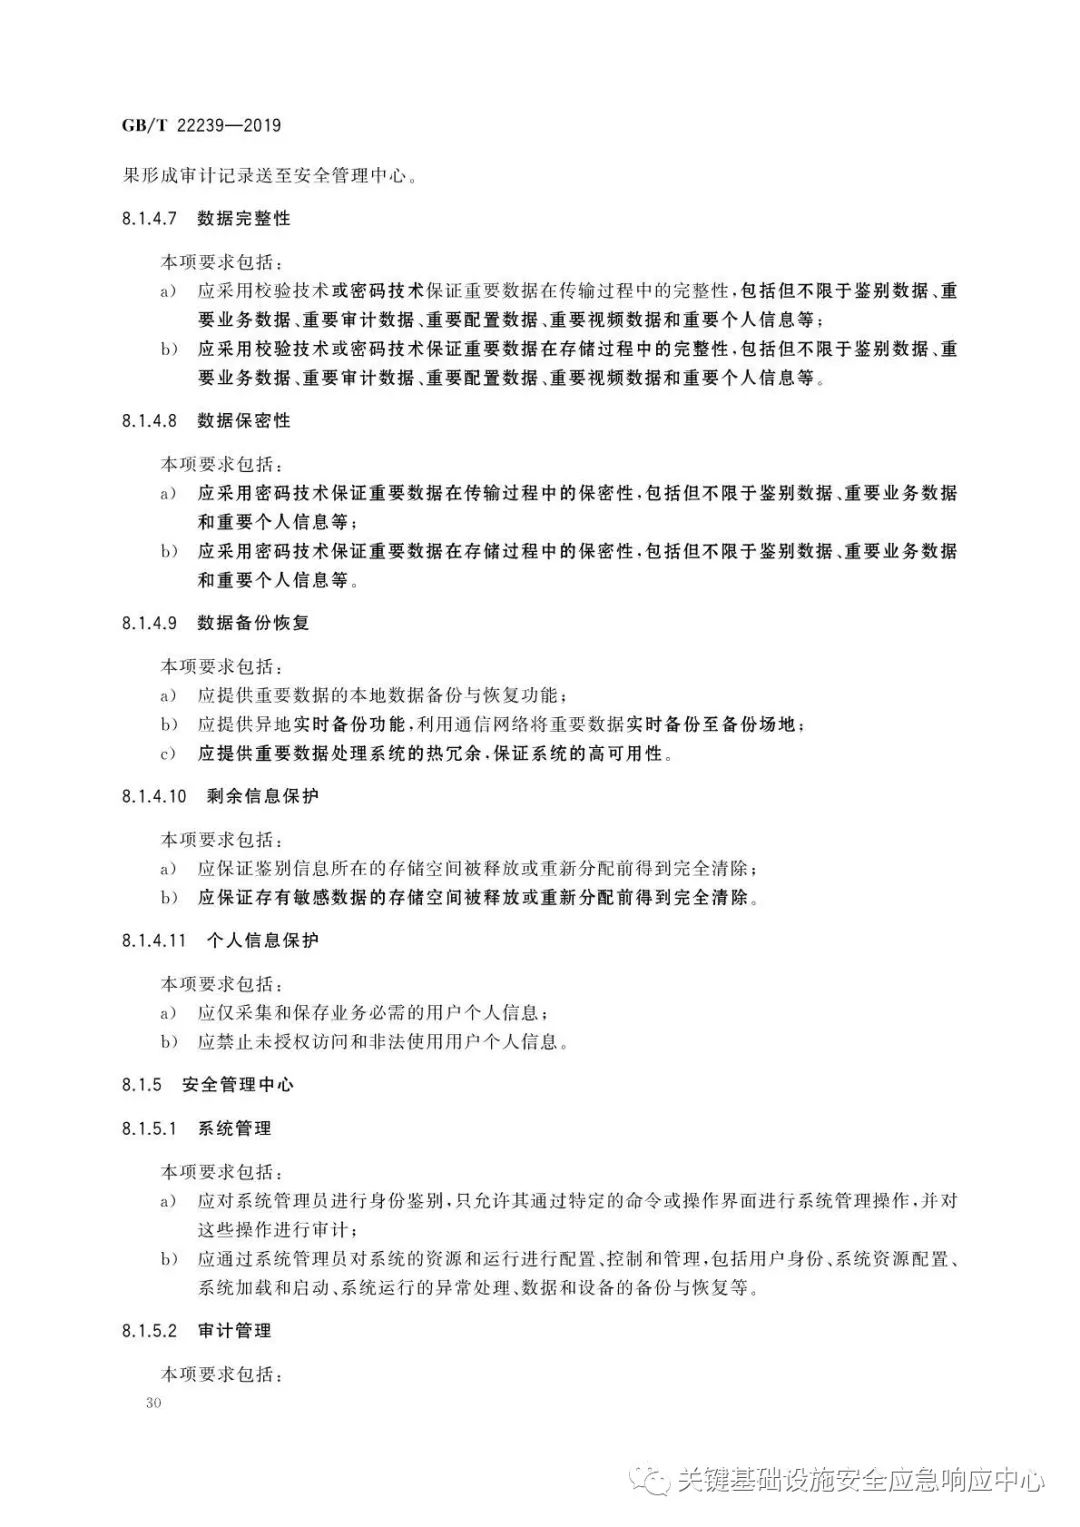 GB/T 22239—2019
果形成审计记录送至安全管理中心。
8.1.4.7 数据完整性
本项要求包括:
a) 应采用校验技术或密码技术保证重要数据在传输过程中的完整性,包括但不限于鉴别数据、重
要业务数据、重要审计数据、重要配置数据、重要视频数据和重要个人信息等;
b) 应采用校验技术或密码技术保证重要数据在存储过程中的完整性,包括但不限于鉴别数据、重
要业务数据、重要审计数据、重要配置数据、重要视频数据和重要个人信息等。
8.1.4.8 数据保密性
本项要求包括:
a) 应采用密码技术保证重要数据在传输过程中的保密性,包括但不限于鉴别数据、重要业务数据
和重要个人信息等;
b) 应采用密码技术保证重要数据在存储过程中的保密性,包括但不限于鉴别数据、重要业务数据
和重要个人信息等。
8.1.4.9 数据备份恢复
本项要求包括:
a) 应提供重要数据的本地数据备份与恢复功能;
b) 应提供异地实时备份功能,利用通信网络将重要数据实时备份至备份场地;
c) 应提供重要数据处理系统的热冗余,保证系统的高可用性。
8.1.4.10 剩余信息保护
本项要求包括:
a) 应保证鉴别信息所在的存储空间被释放或重新分配前得到完全清除;
b) 应保证存有敏感数据的存储空间被释放或重新分配前得到完全清除。
8.1.4.11 个人信息保护
本项要求包括:
a) 应仅采集和保存业务必需的用户个人信息;
b) 应禁止未授权访问和非法使用用户个人信息。
8.1.5 安全管理中心
8.1.5.1 系统管理
本项要求包括:
a) 应对系统管理员进行身份鉴别,只允许其通过特定的命令或操作界面进行系统管理操作,并对
这些操作进行审计;
b) 应通过系统管理员对系统的资源和运行进行配置、控制和管理,包括用户身份、系统资源配置、
系统加载和启动、系统运行的异常处理、数据和设备的备份与恢复等。
8.1.5.2 审计管理
本项要求包括:
30
关键基础设施安全应急响应中心